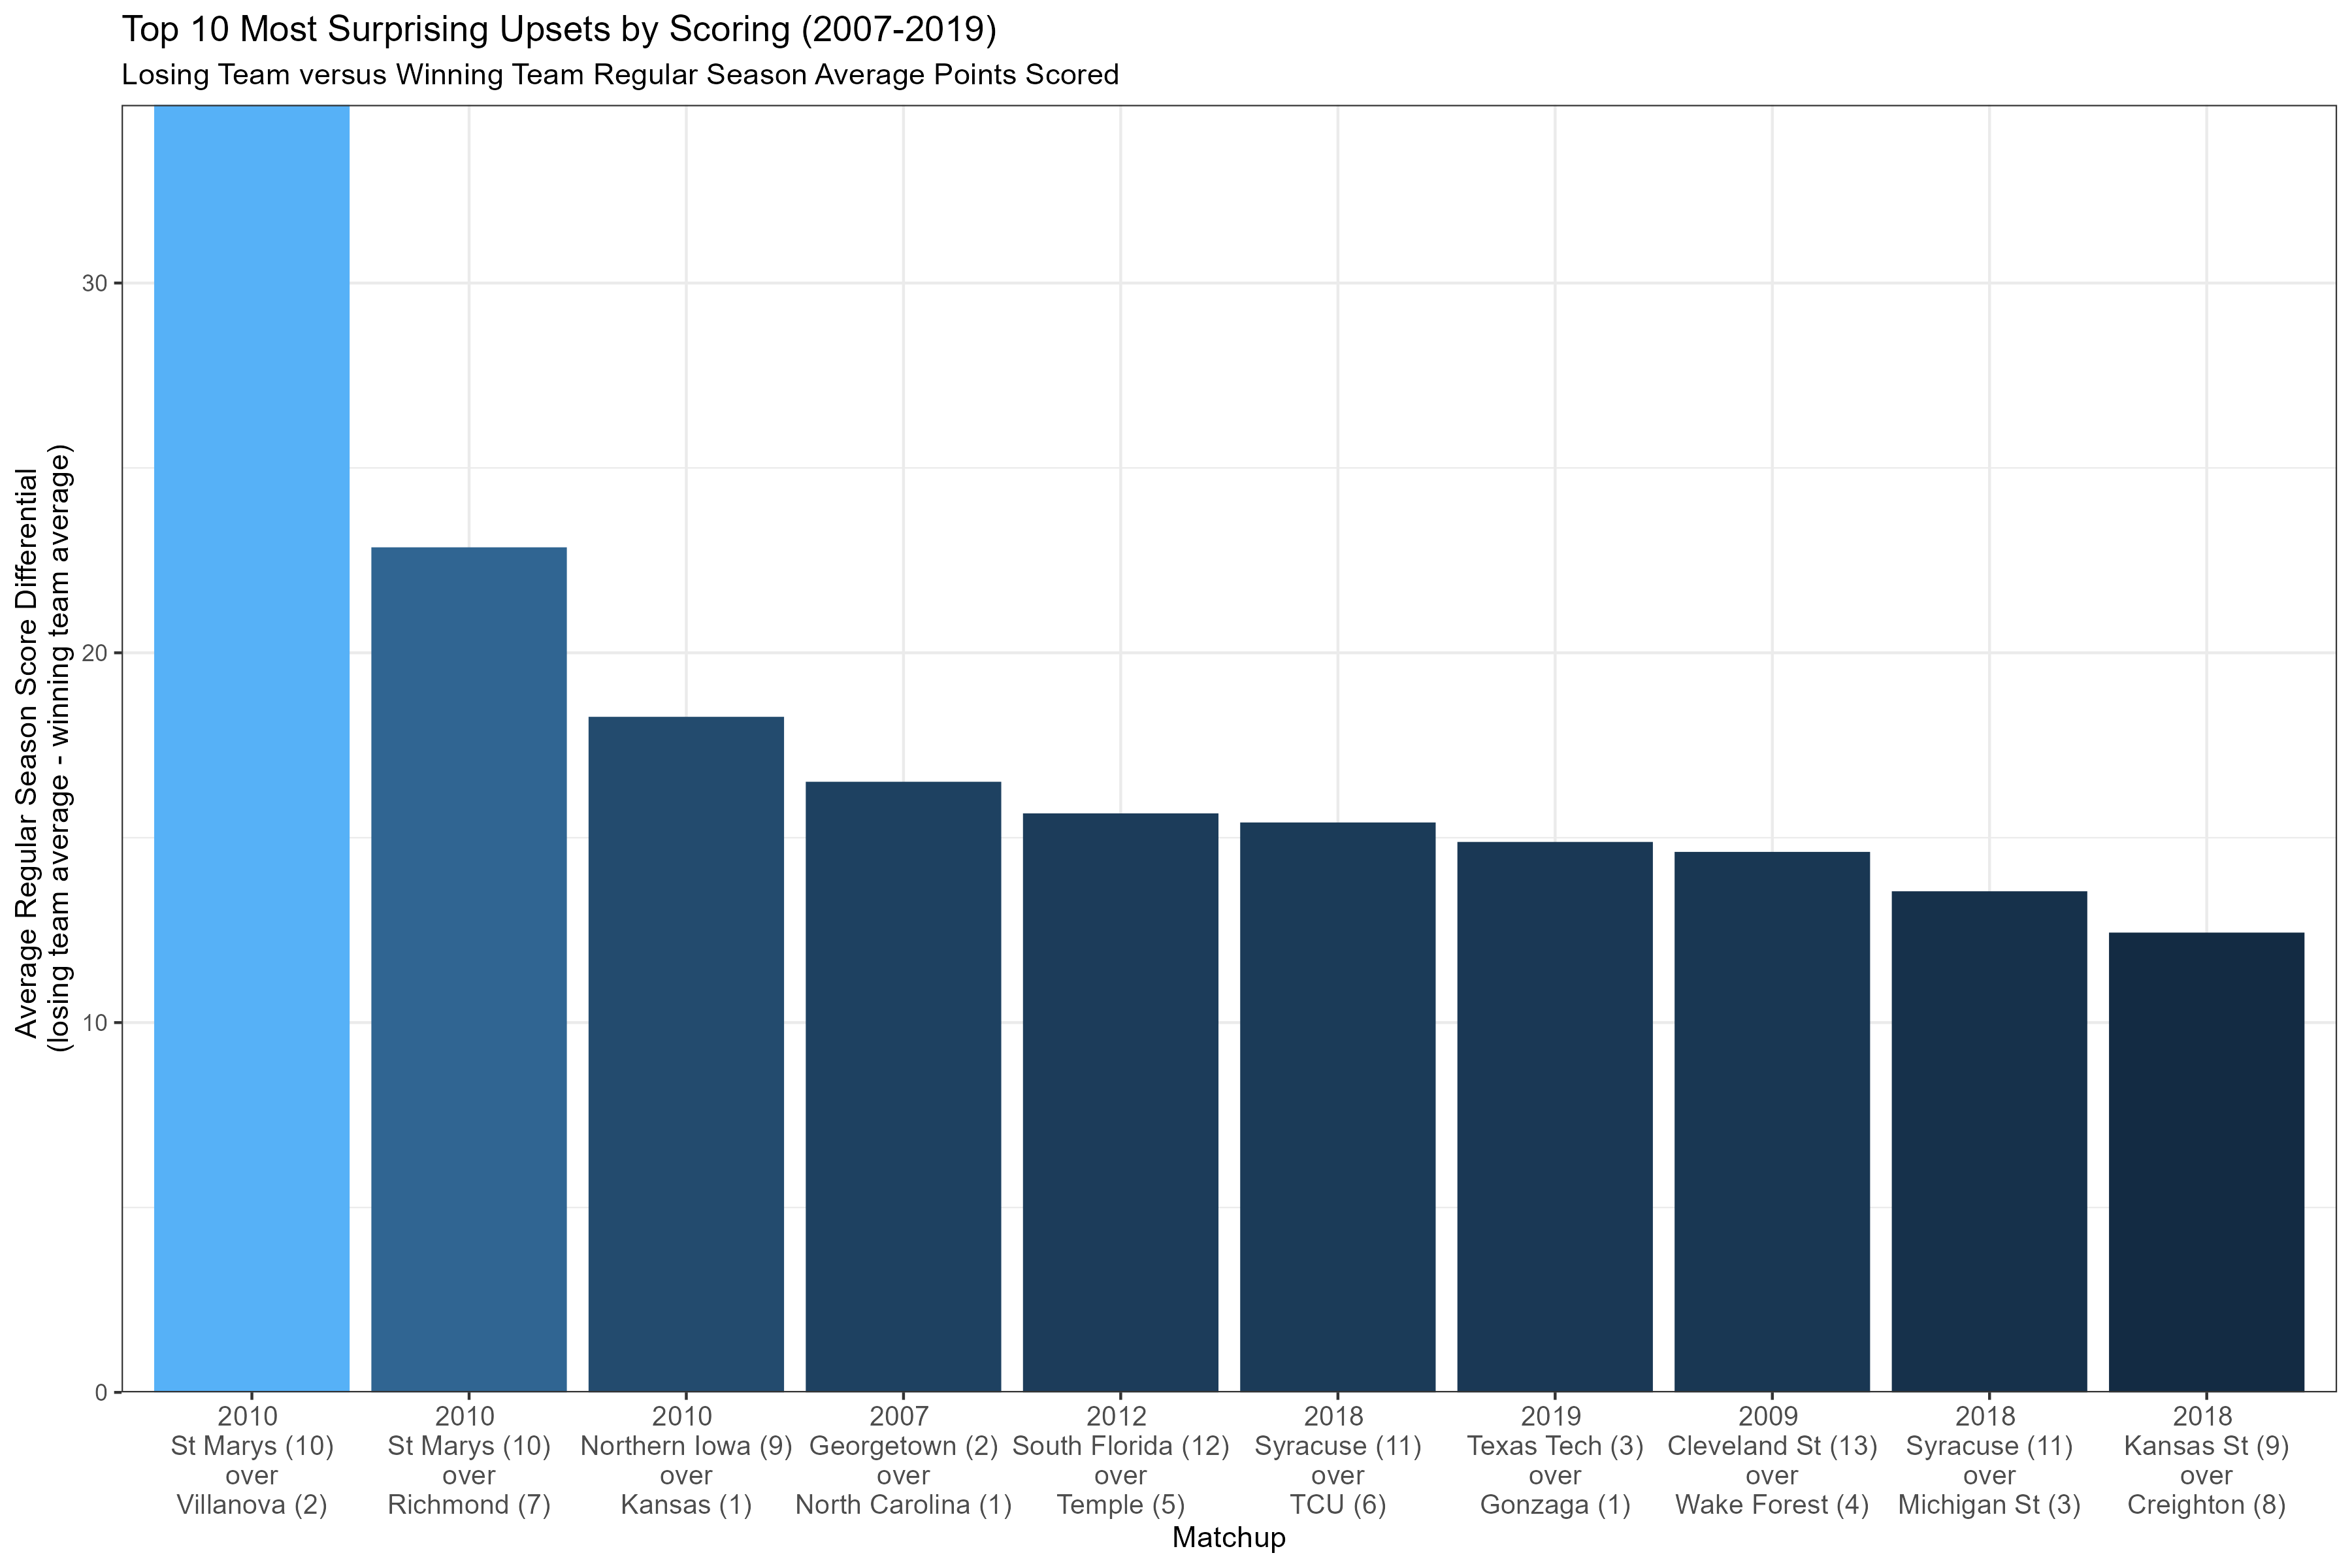 Top 10 Most Surprising Upsets by Scoring (2007-2019)
Losing Team versus Winning Team Regular Season Average Points Scored
Average Regular Season Score Differential
(losing team average - winning team average)
30
20
10
0
2010
St Marys (10)
over
Villanova (2)
2010
St Marys (10)
over
Richmond (7)
2010
Northern Iowa (9)
over
Kansas (1)
2007
Georgetown (2)
over
North Carolina (1)
2012
South Florida (12)
over
Temple (5)
2018
Syracuse (11)
over
TCU (6)
2019
Texas Tech (3)
over
Gonzaga (1)
2009
Cleveland St (13)
over
Wake Forest (4)
2018
Syracuse (11)
over
Michigan St (3)
2018
Kansas St (9)
over
Creighton (8)
Matchup